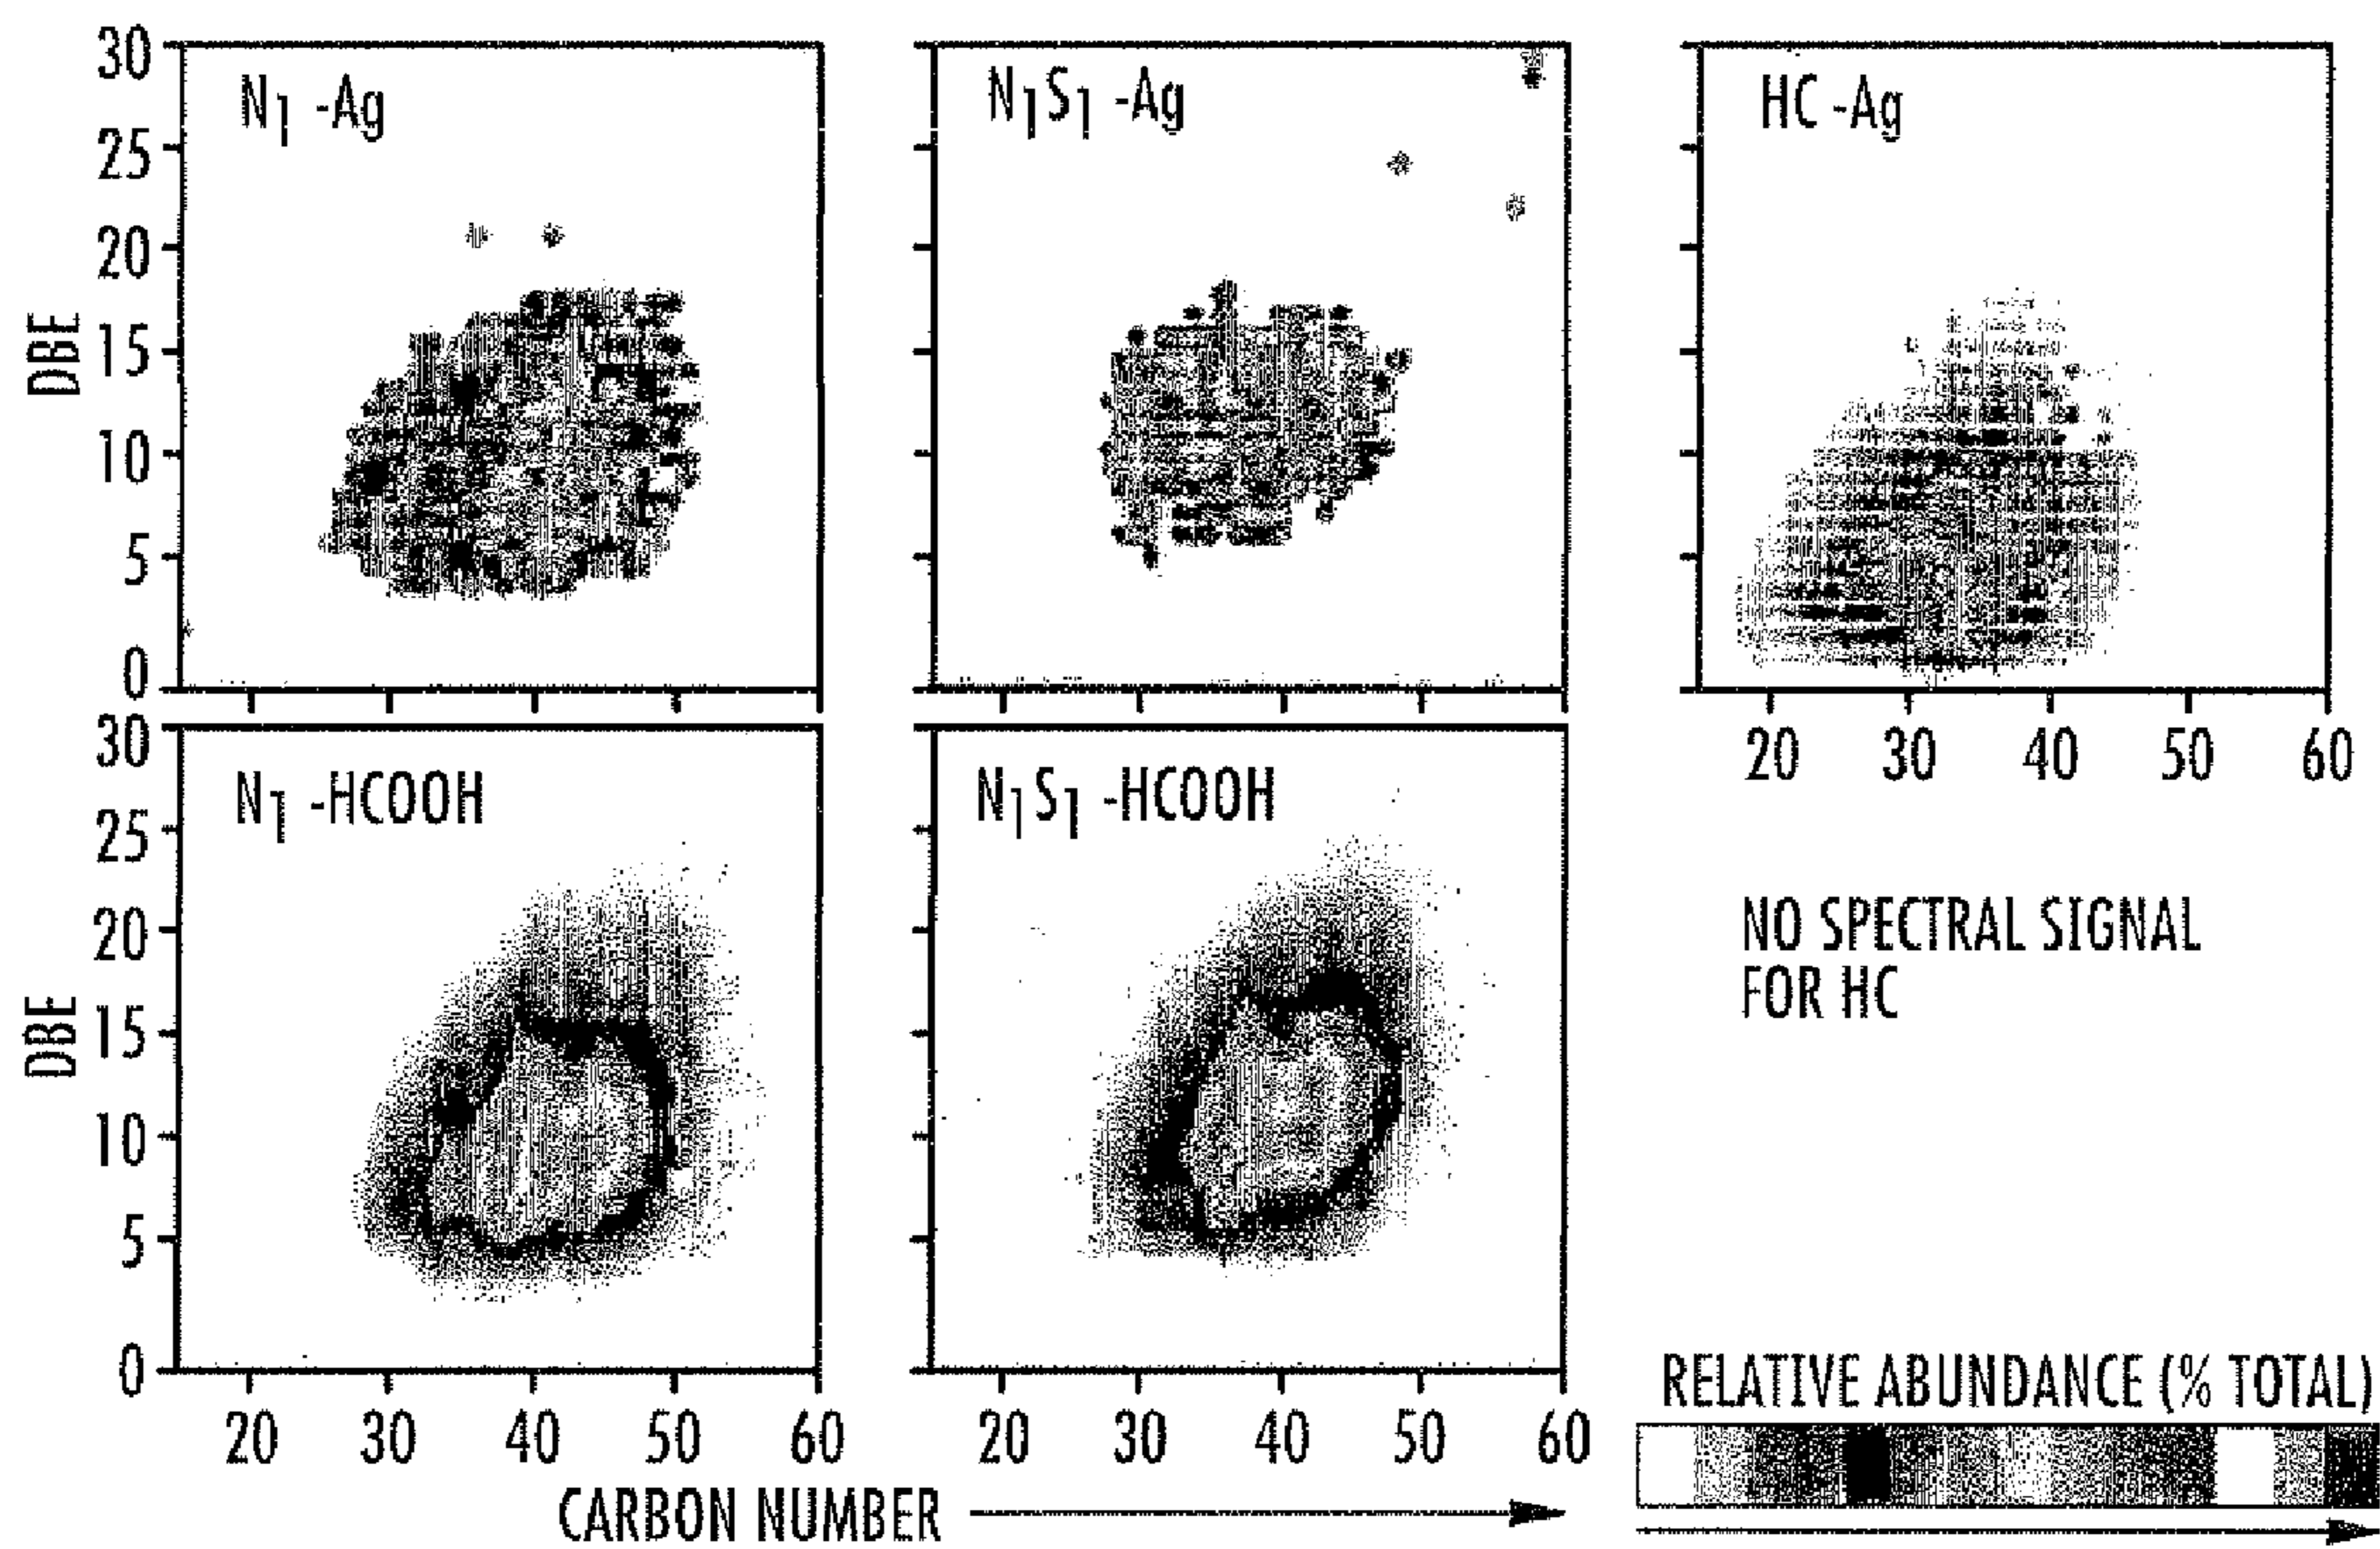 N1 -Ag
N1S1 -Ag
HC -Ag
30
25
20
15
10
5
0
DBE
20 30 40 50 60
N1 -HCOOH
N1S1 -HCOOH
30
25
20
15
10
5
0
DBE
NO SPECTRAL SIGNAL
FOR HC
20 30 40 50 60
20 30 40 50 60
CARBON NUMBER
RELATIVE ABUNDANCE (% TOTAL)